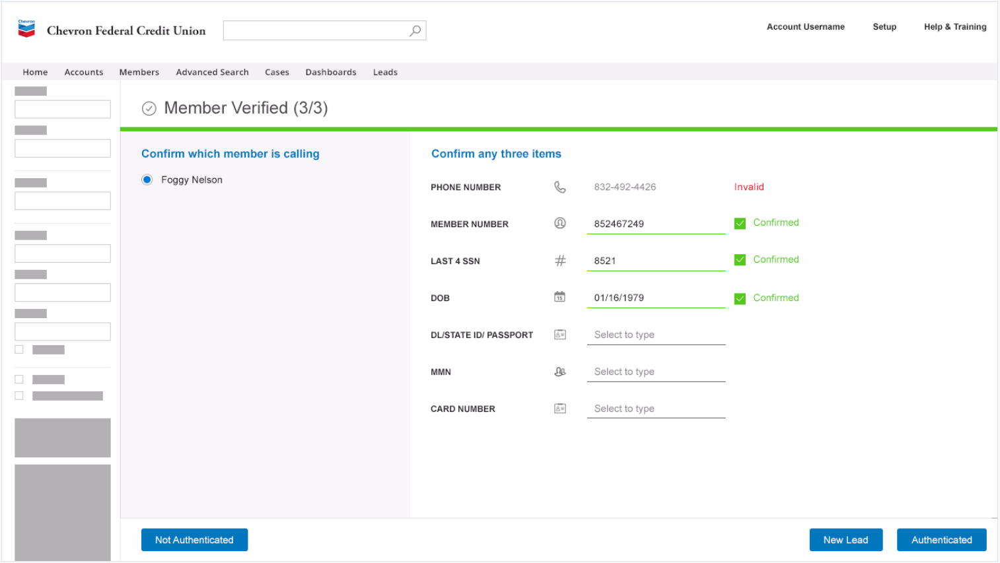 Chevron
Chevron Federal Credit Union
Account Username Setup Help & Training
Home Accounts Members Advanced Search Cases Dashboards Leads
Member Verified (3/3)
Confirm which member is calling
Foggy Nelson
Confirm any three items
PHONE NUMBER 832-492-4426 Invalid
MEMBER NUMBER 852467249 Confirmed
LAST 4 SSN # 8521 Confirmed
DOB 15 01/16/1979 Confirmed
DL/STATE ID/ PASSPORT Select to type
MMN Select to type
CARD NUMBER Select to type
Not Authenticated New Lead Authenticated